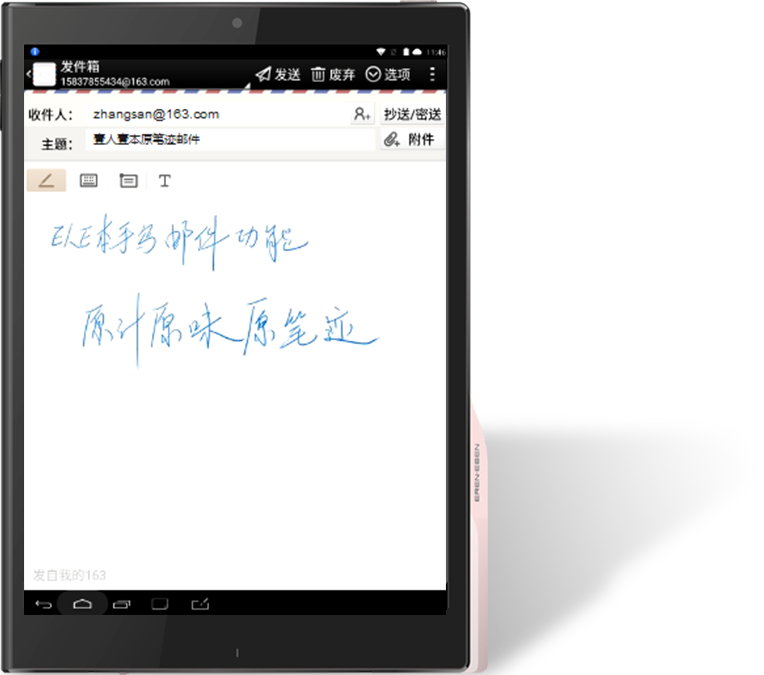 11:46
发件箱
15837855434@163.com
发送 废弃 选项
收件人： zhangsan@163.com 抄送/密送
主题： 壹人壹本原笔迹邮件 附件
T
E人E本手写邮件功能
原汁原味原笔迹
发自我的163
EREN·EBEN